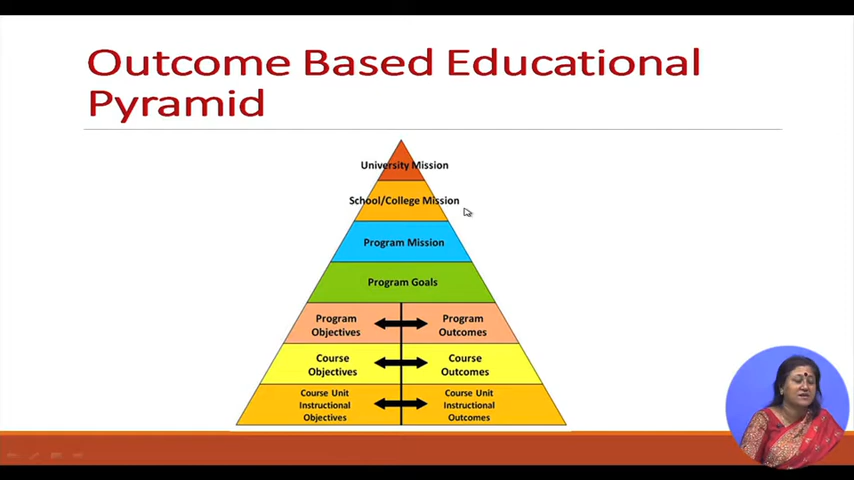 Outcome Based Educational
Pyramid
University Mission
School/College Mission
Program Mission
Program Goals
Program
Objectives
Program
Outcomes
Course
Objectives
Course
Outcomes
Course Unit
Instructional
Objectives
Course Unit
Instructional
Outcomes